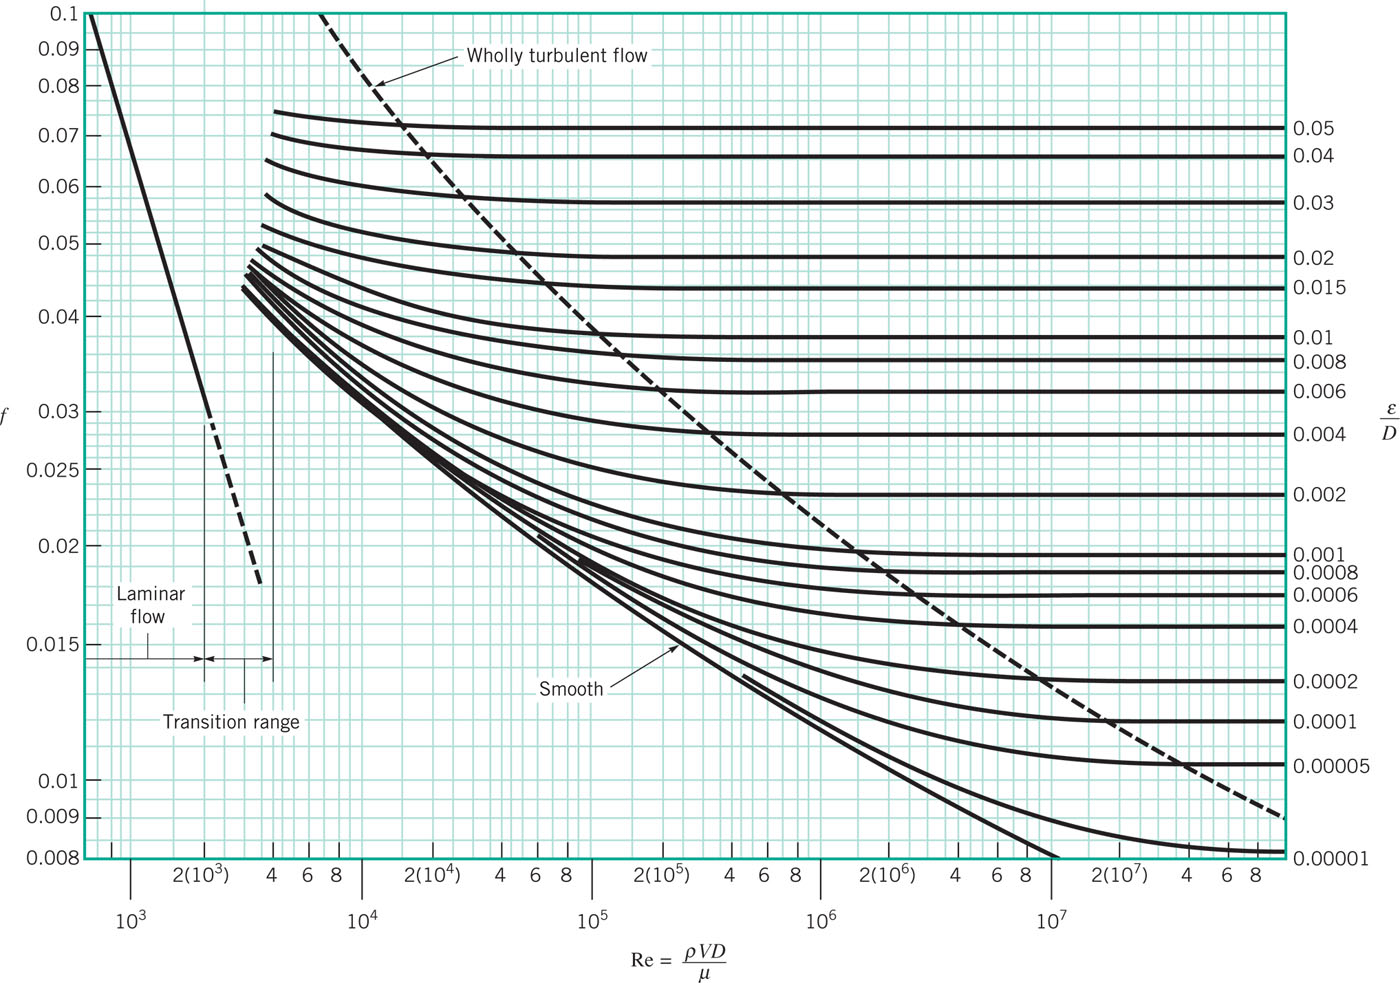 0.1
0.09
0.08
0.07
0.06
0.05
0.04
0.03
0.025
0.02
0.015
0.01
0.009
0.008
f
Wholly turbulent flow
Laminar
flow
Transition range
Smooth
0.05
0.04
0.03
0.02
0.015
0.01
0.008
0.006
0.004
0.002
0.001
0.0008
0.0006
0.0004
0.0002
0.0001
0.00005
0.00001
ε
D
2(10³) 4 6 8 2(10⁴) 4 6 8 2(10⁵) 4 6 8 2(10⁶) 4 6 8 2(10⁷) 4 6 8
10³ 10⁴ 10⁵ 10⁶ 10⁷
Re = ρVD
μ